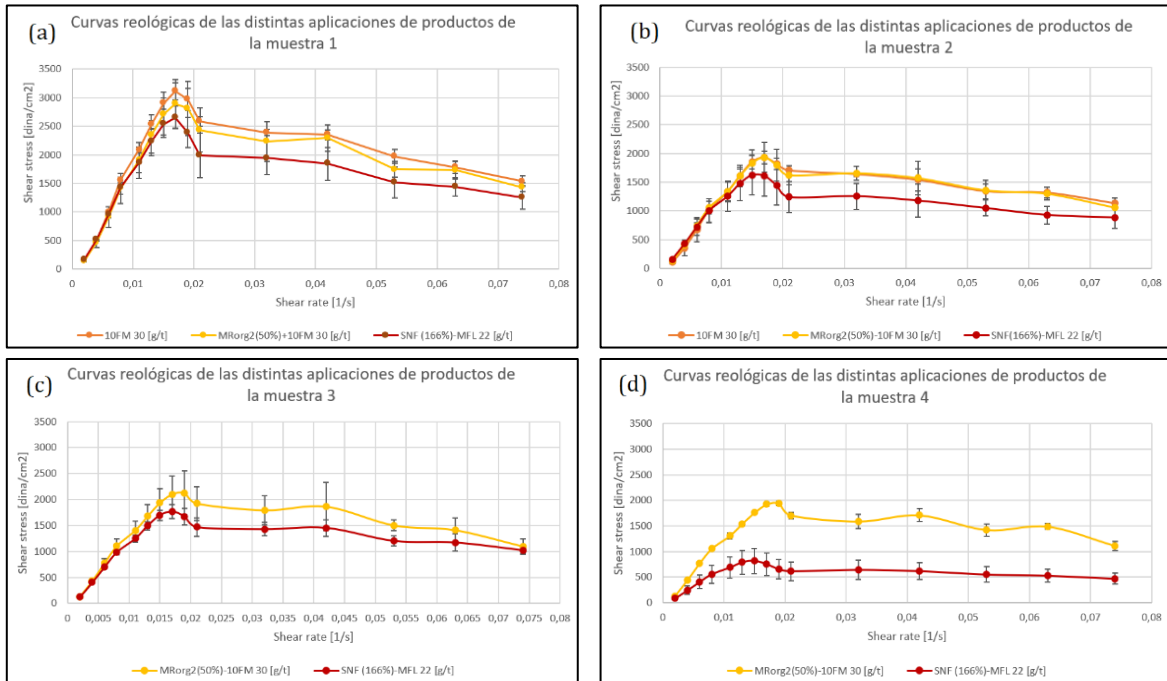 (a)
Curvas reológicas de las distintas aplicaciones de productos de
la muestra 1
Shear stress [dina/cm2]
3500
3000
2500
2000
1500
1000
500
0
0 0,01 0,02 0,03 0,04 0,05 0,06 0,07 0,08
Shear rate [1/s]
10FM 30 [g/t] MRorg2(50%)+10FM 30 [g/t] SNF (166%)-MFL 22 [g/t]
(b)
Curvas reológicas de las distintas aplicaciones de productos de
la muestra 2
Shear stress [dina/cm2]
3500
3000
2500
2000
1500
1000
500
0
0 0,01 0,02 0,03 0,04 0,05 0,06 0,07 0,08
Shear rate [1/s]
10FM 30 [g/t] MRorg2(50%)-10FM 30 [g/t] SNF(166%)-MFL 22 [g/t]
(c)
Curvas reológicas de las distintas aplicaciones de productos de
la muestra 3
Shear stress [dina/cm2]
3500
3000
2500
2000
1500
1000
500
0
0 0,005 0,01 0,015 0,02 0,025 0,03 0,035 0,04 0,045 0,05 0,055 0,06 0,065 0,07 0,075 0,08
Shear rate [1/s]
MRorg2(50%)-10FM 30 [g/t] SNF (166%)-MFL 22 [g/t]
(d)
Curvas reológicas de las distintas aplicaciones de productos de
la muestra 4
Shear stress [dina/cm2]
3500
3000
2500
2000
1500
1000
500
0
0 0,01 0,02 0,03 0,04 0,05 0,06 0,07 0,08
Shear rate [1/s]
MRorg2(50%)-10FM 30 [g/t] SNF (166%)-MFL 22 [g/t]